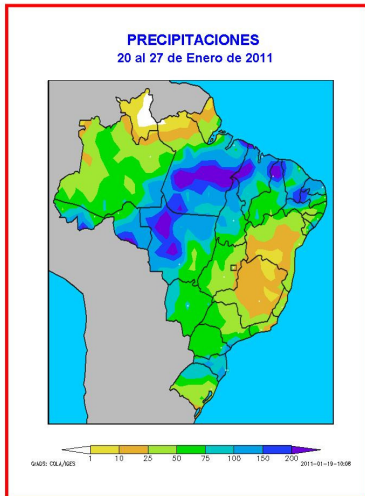 PRECIPITACIONES
20 al 27 de Enero de 2011
1 10 25 50 75 100 150 200
GrADS: COLA/IGES 2011-01-19-10:08